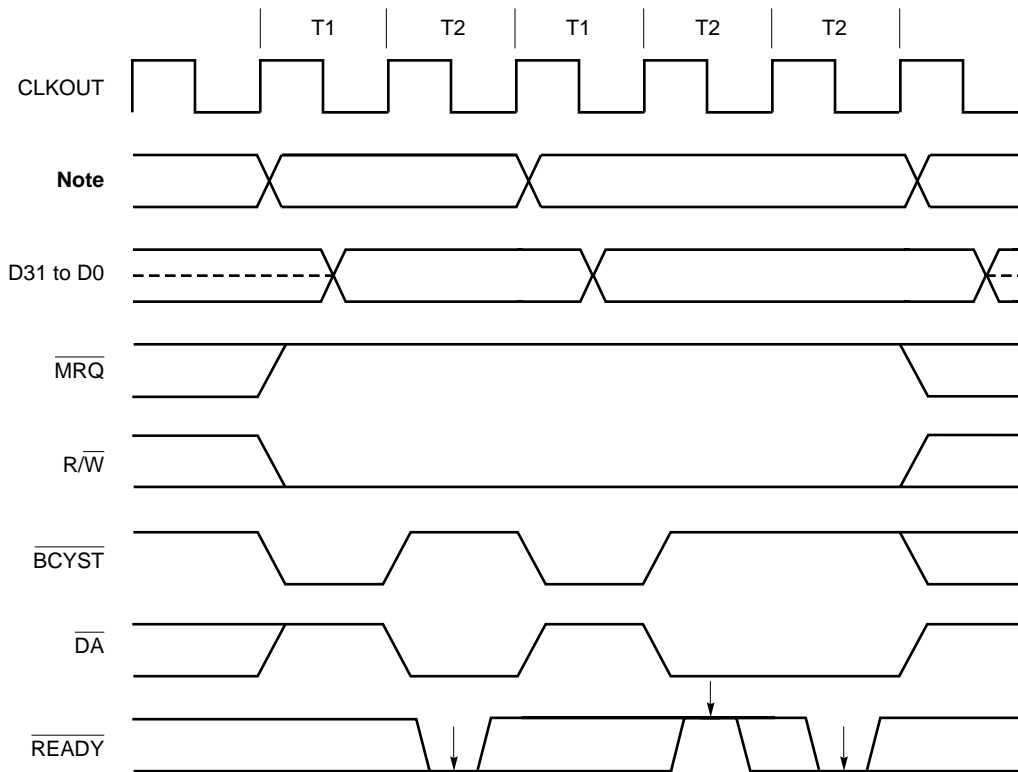 T1 T2 T1 T2 T2
CLKOUT
Note
D31 to D0
MRQ
R/W
BCYST
DA
READY